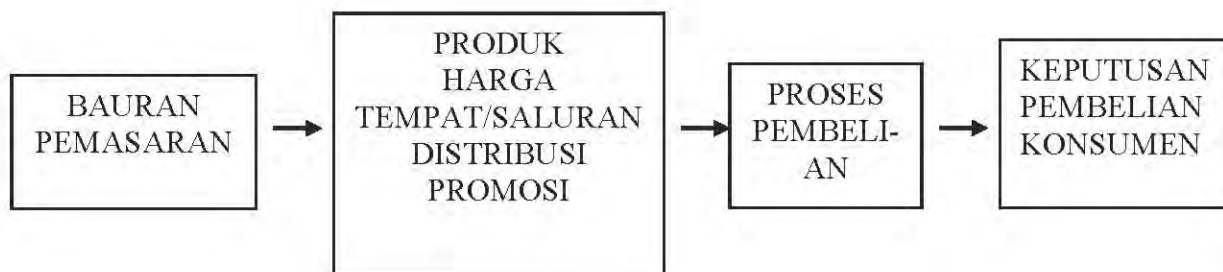 BAURAN
PEMASARAN
PRODUK
HARGA
TEMPAT/SALURAN
DISTRIBUSI
PROMOSI
PROSES
PEMBELI-
AN
KEPUTUSAN
PEMBELIAN
KONSUMEN